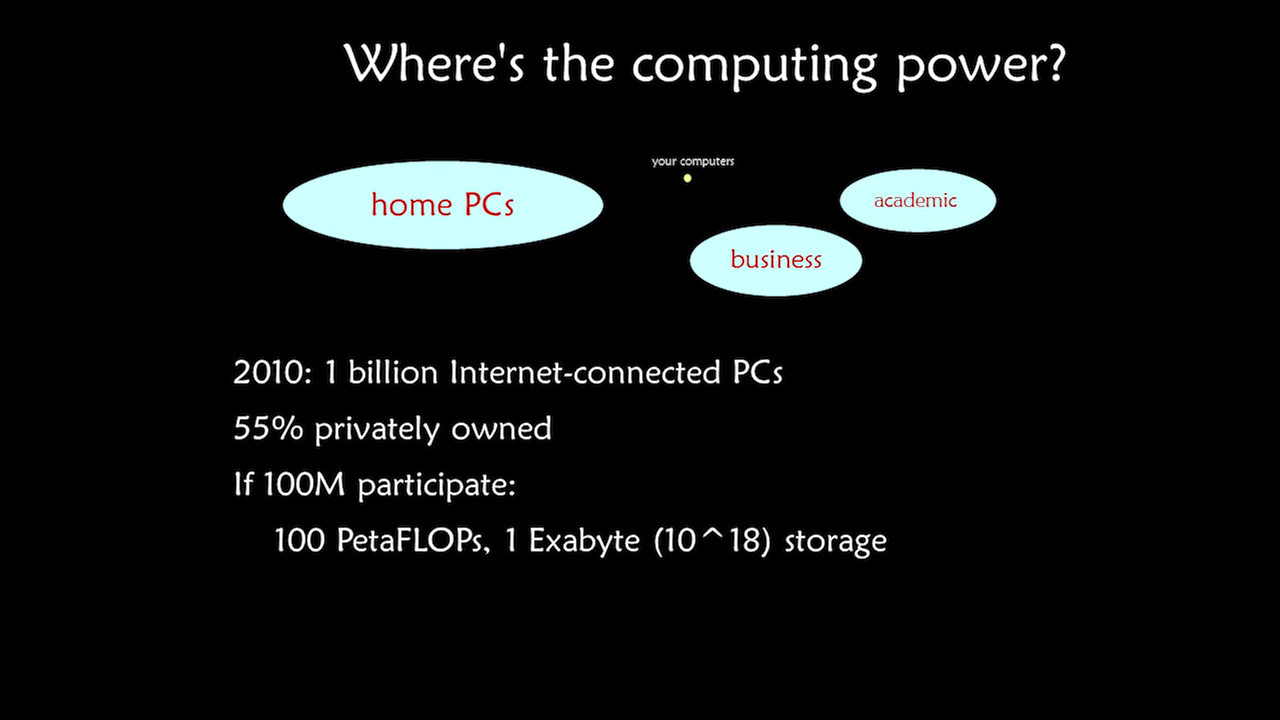 Where's the computing power?
your computers
home PCs
academic
business
2010: 1 billion Internet-connected PCs
55% privately owned
If 100M participate:
100 PetaFLOPs, 1 Exabyte (10^18) storage